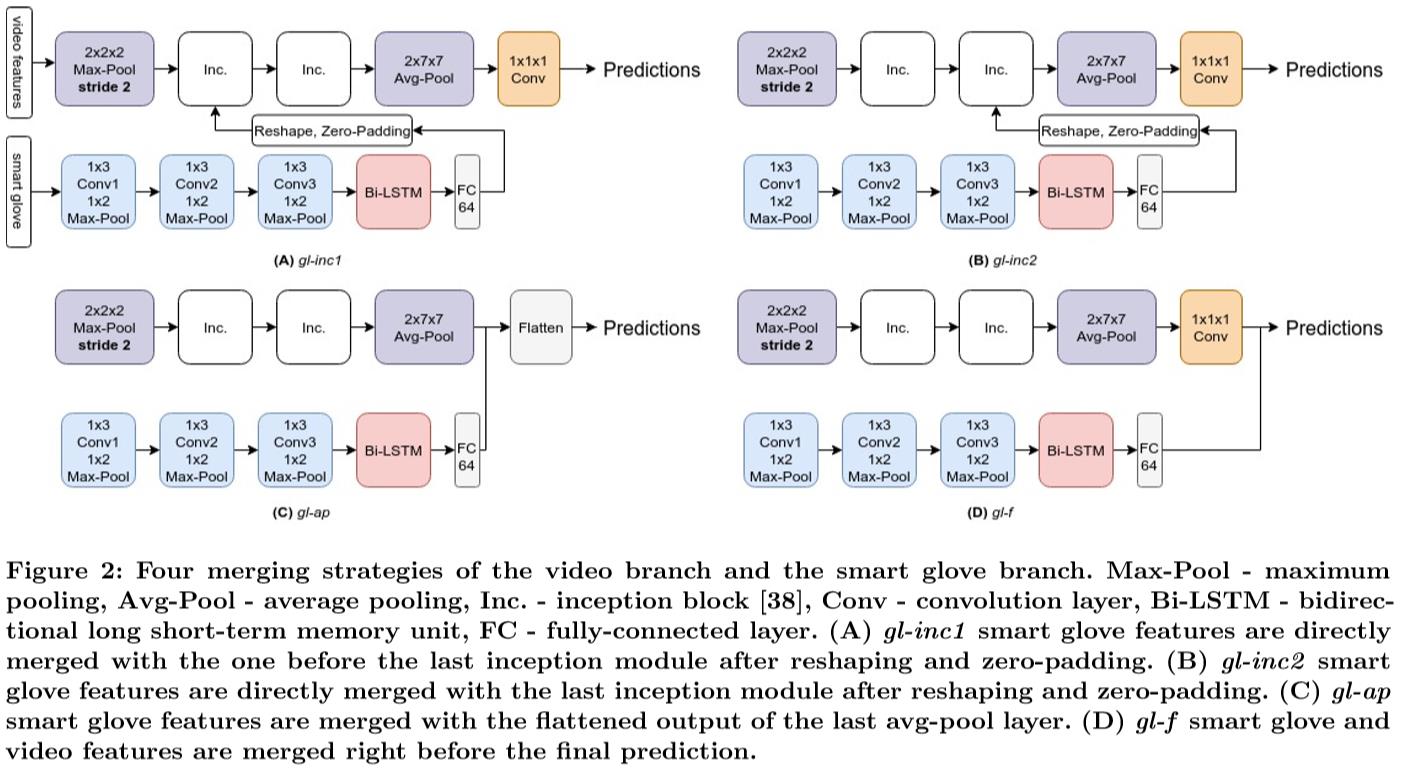 video features
2x2x2
Max-Pool
stride 2
Inc.
Inc.
2x7x7
Avg-Pool
1x1x1
Conv
Predictions
Reshape, Zero-Padding
smart glove
1x3
Conv1
1x2
Max-Pool
1x3
Conv2
1x2
Max-Pool
1x3
Conv3
1x2
Max-Pool
Bi-LSTM
FC
64
(A) gl-inc1
2x2x2
Max-Pool
stride 2
Inc.
Inc.
2x7x7
Avg-Pool
1x1x1
Conv
Predictions
Reshape, Zero-Padding
1x3
Conv1
1x2
Max-Pool
1x3
Conv2
1x2
Max-Pool
1x3
Conv3
1x2
Max-Pool
Bi-LSTM
FC
64
(B) gl-inc2
2x2x2
Max-Pool
stride 2
Inc.
Inc.
2x7x7
Avg-Pool
Flatten
Predictions
1x3
Conv1
1x2
Max-Pool
1x3
Conv2
1x2
Max-Pool
1x3
Conv3
1x2
Max-Pool
Bi-LSTM
FC
64
(C) gl-ap
2x2x2
Max-Pool
stride 2
Inc.
Inc.
2x7x7
Avg-Pool
1x1x1
Conv
Predictions
1x3
Conv1
1x2
Max-Pool
1x3
Conv2
1x2
Max-Pool
1x3
Conv3
1x2
Max-Pool
Bi-LSTM
FC
64
(D) gl-f
Figure 2: Four merging strategies of the video branch and the smart glove branch. Max-Pool - maximum
pooling, Avg-Pool - average pooling, Inc. - inception block [38], Conv - convolution layer, Bi-LSTM - bidirec-
tional long short-term memory unit, FC - fully-connected layer. (A) gl-inc1 smart glove features are directly
merged with the one before the last inception module after reshaping and zero-padding. (B) gl-inc2 smart
glove features are directly merged with the last inception module after reshaping and zero-padding. (C) gl-ap
smart glove features are merged with the flattened output of the last avg-pool layer. (D) gl-f smart glove and
video features are merged right before the final prediction.